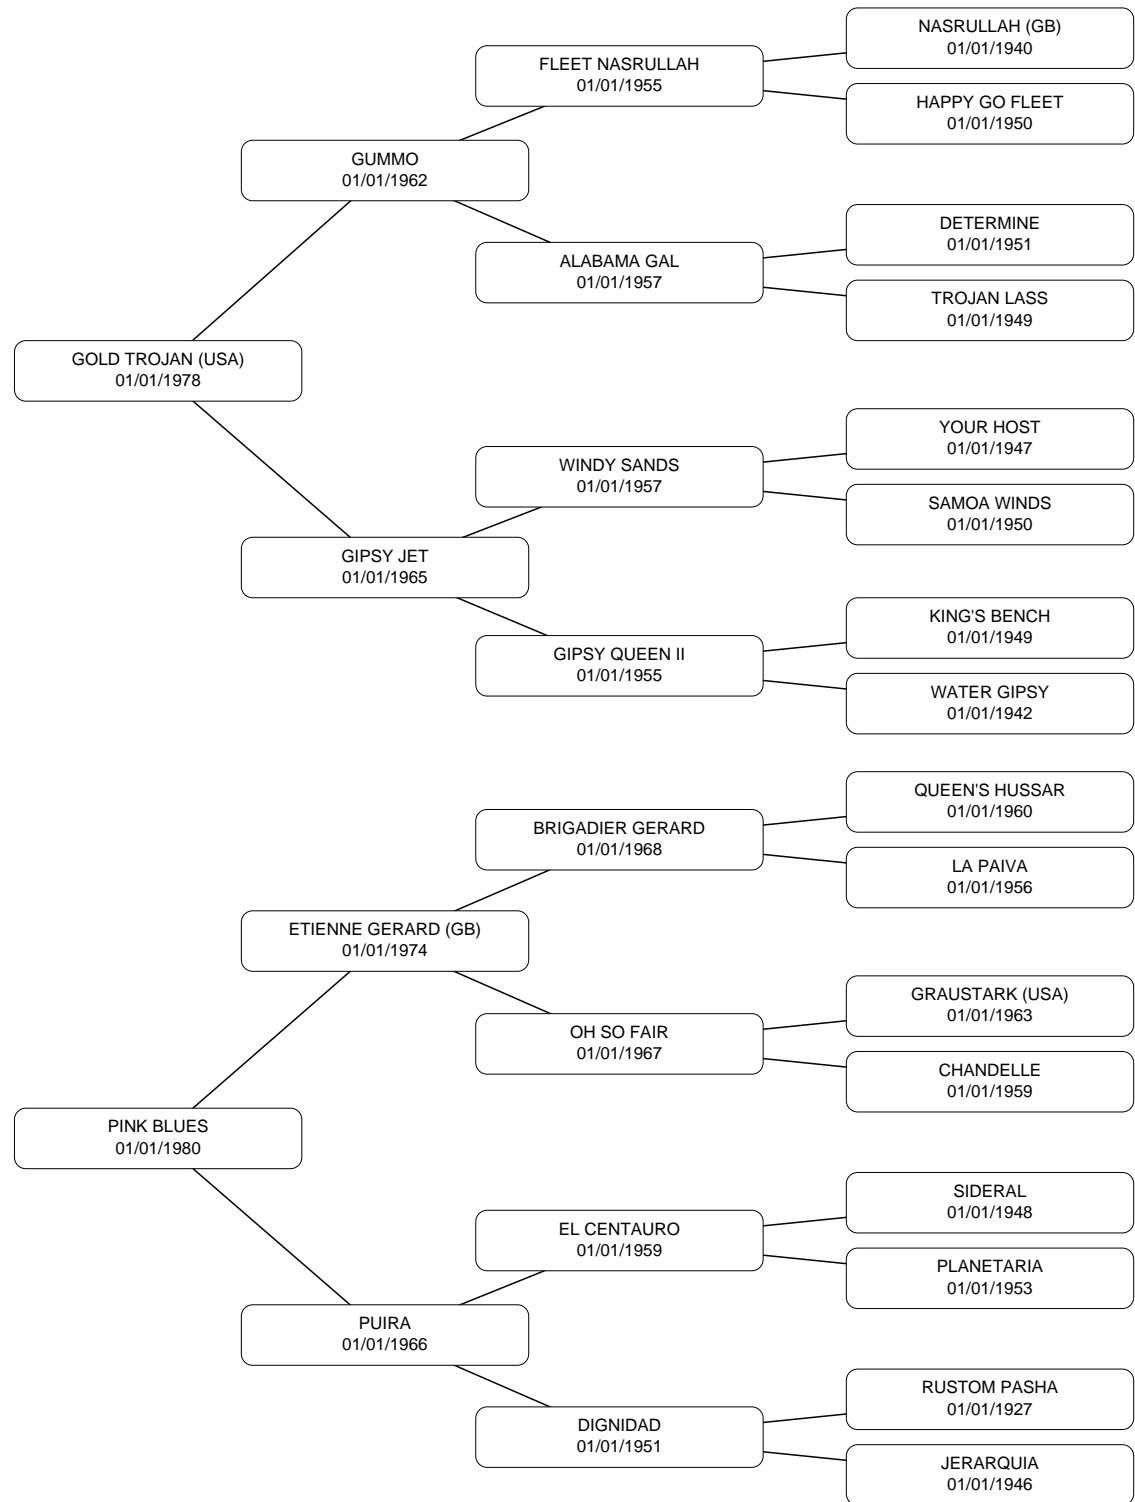 NASRULLAH (GB)
01/01/1940
FLEET NASRULLAH
01/01/1955
HAPPY GO FLEET
01/01/1950
GUMMO
01/01/1962
DETERMINE
01/01/1951
ALABAMA GAL
01/01/1957
TROJAN LASS
01/01/1949
GOLD TROJAN (USA)
01/01/1978
YOUR HOST
01/01/1947
WINDY SANDS
01/01/1957
SAMOA WINDS
01/01/1950
GIPSY JET
01/01/1965
KING'S BENCH
01/01/1949
GIPSY QUEEN II
01/01/1955
WATER GIPSY
01/01/1942
QUEEN'S HUSSAR
01/01/1960
BRIGADIER GERARD
01/01/1968
LA PAIVA
01/01/1956
ETIENNE GERARD (GB)
01/01/1974
GRAUSTARK (USA)
01/01/1963
OH SO FAIR
01/01/1967
CHANDELLE
01/01/1959
PINK BLUES
01/01/1980
SIDERAL
01/01/1948
EL CENTAURO
01/01/1959
PLANETARIA
01/01/1953
PUIRA
01/01/1966
RUSTOM PASHA
01/01/1927
DIGNIDAD
01/01/1951
JERARQUIA
01/01/1946